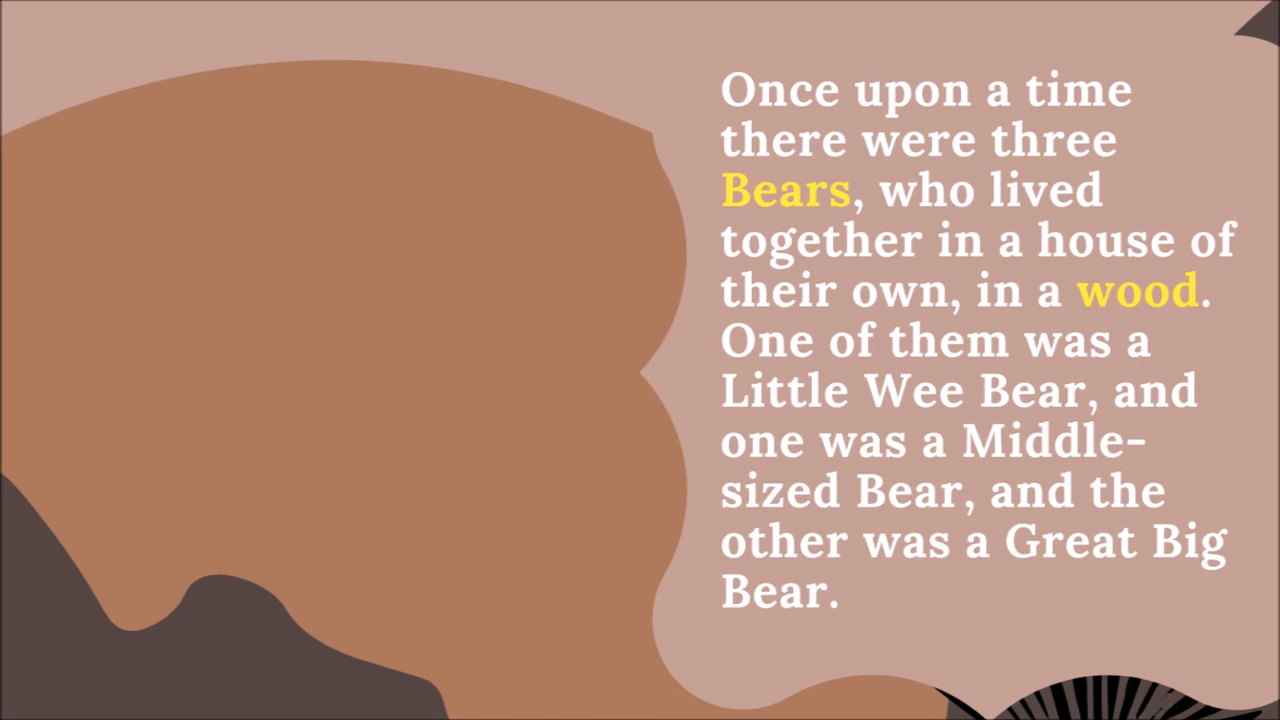 Once upon a time
there were three
Bears, who lived
together in a house of
their own, in a wood.
One of them was a
Little Wee Bear, and
one was a Middle-
sized Bear, and the
other was a Great Big
Bear.